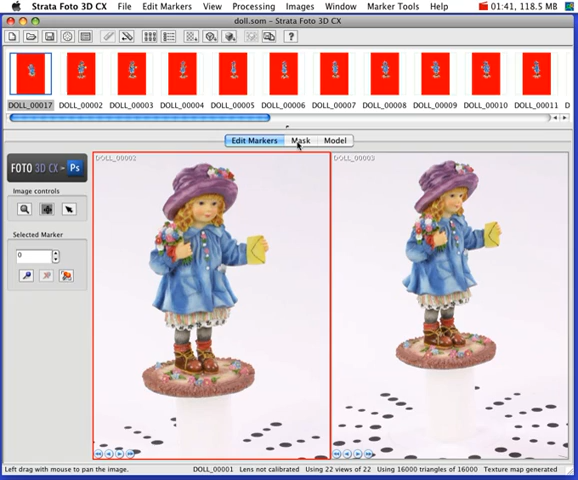 Strata Foto 3D CX File Edit Markers View Processing Images Window Marker Tools Help 01:41, 118.5 MB
doll.som – Strata Foto 3D CX
?
DOLL_00017 DOLL_00002 DOLL_00003 DOLL_00004 DOLL_00005 DOLL_00006 DOLL_00007 DOLL_00008 DOLL_00009 DOLL_00010 DOLL_00011 D
Edit Markers Mask Model
FOTO 3D CX Ps
Image controls
Selected Marker
0
DOLL_00002 DOLL_00003
Left drag with mouse to pan the image. DOLL_00001 Lens not calibrated Using 22 views of 22 Using 16000 triangles of 16000 Texture map generated